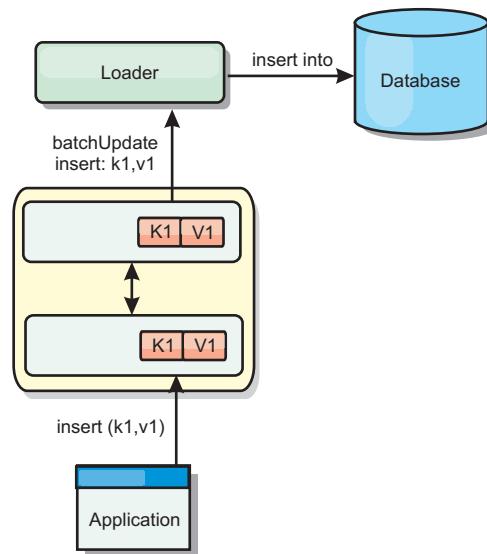 Loader
insert into
Database
batchUpdate
insert: k1,v1
K1 V1
K1 V1
insert (k1,v1)
Application